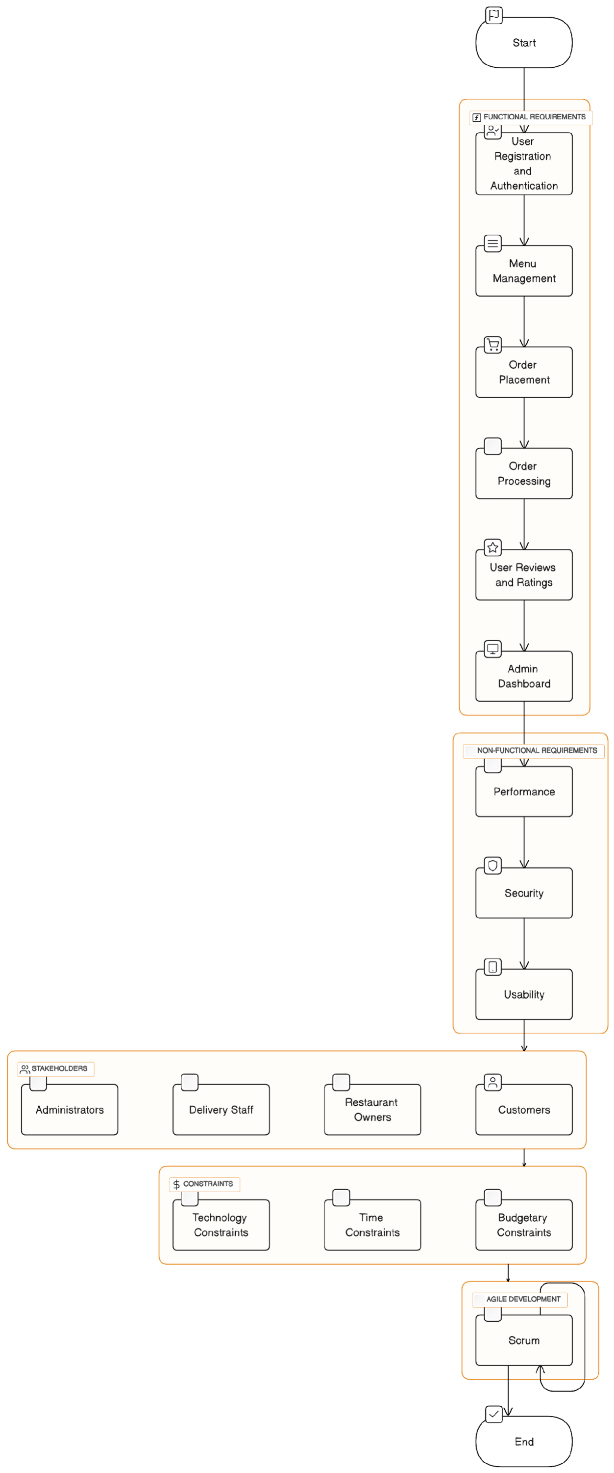 Start
FUNCTIONAL REQUIREMENTS
User
Registration
and
Authentication
Menu
Management
Order
Placement
Order
Processing
User Reviews
and Ratings
Admin
Dashboard
NON-FUNCTIONAL REQUIREMENTS
Performance
Security
Usability
STAKEHOLDERS
Administrators
Delivery Staff
Restaurant
Owners
Customers
CONSTRAINTS
Technology
Constraints
Time
Constraints
Budgetary
Constraints
AGILE DEVELOPMENT
Scrum
End